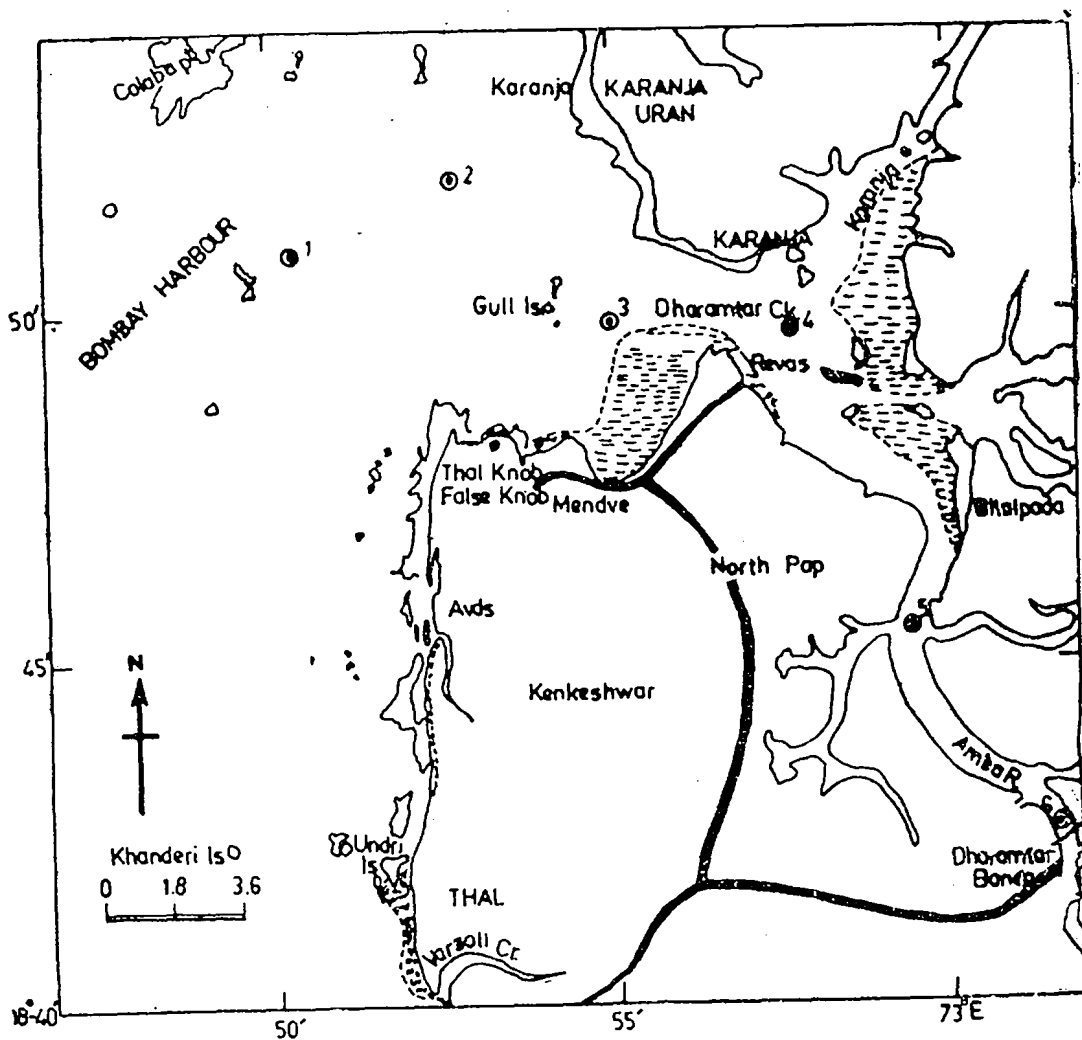 Colaba pt
Karanja
KARANJA
URAN
2
Karanja
BOMBAY HARBOUR
1
KARANJA
50'
Gull Is
3
Dharamtar Ck
4
Revas
Thal Knob
False Knob
Mendve
North Pap
Avds
45'
N
Kenkeshwar
5
Amba R
6
Khanderi Is
0 1.8 3.6
Undri
Is
Dharamtar
THAL
Varsoli Cr.
18°40'
50'
55'
73°E